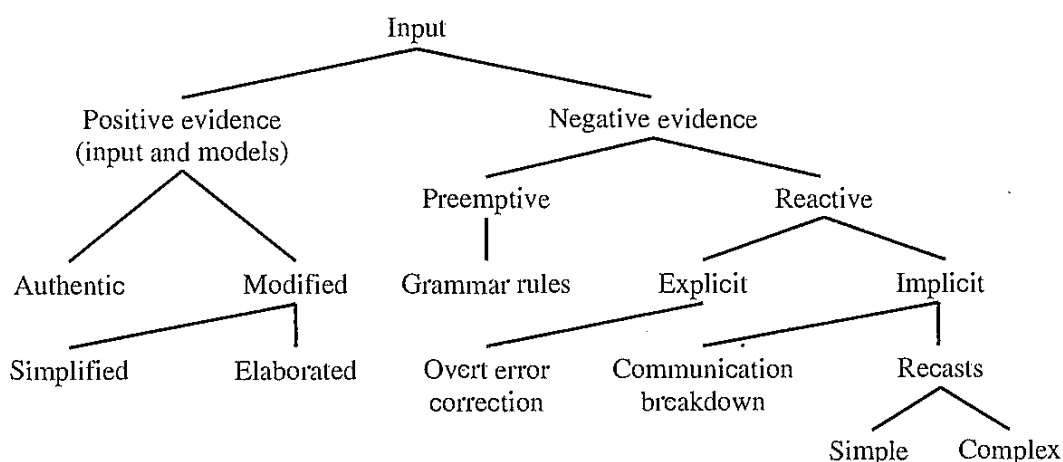 Input
Positive evidence
(input and models)
Negative evidence
Preemptive
Reactive
Authentic
Modified
Grammar rules
Explicit
Implicit
Simplified
Elaborated
Overt error
correction
Communication
breakdown
Recasts
Simple
Complex